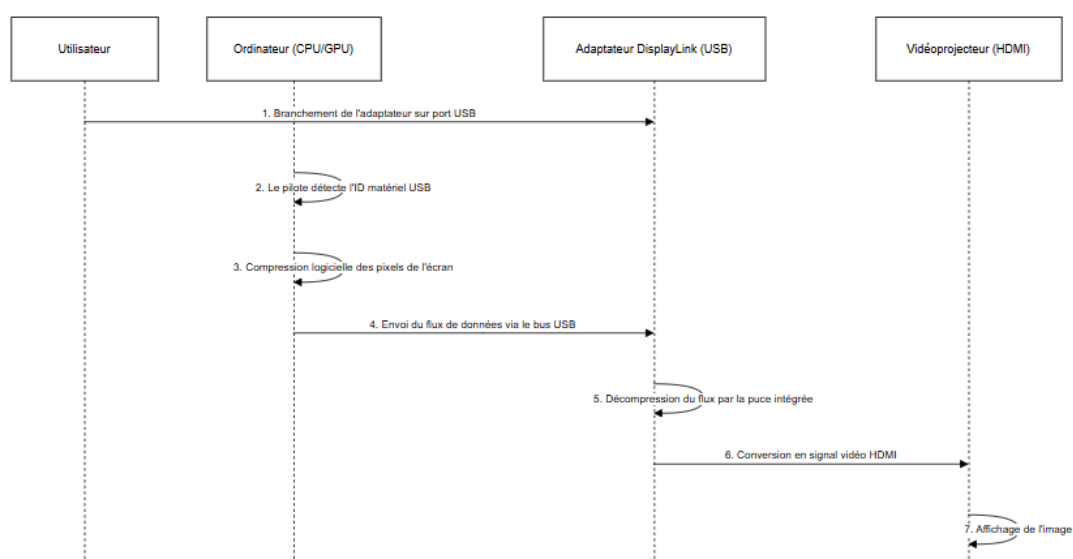 Utilisateur
Ordinateur (CPU/GPU)
Adaptateur DisplayLink (USB)
Vidéoprojecteur (HDMI)
1. Branchement de l'adaptateur sur port USB
2. Le pilote détecte l'ID matériel USB
3. Compression logicielle des pixels de l'écran
4. Envoi du flux de données via le bus USB
5. Décompression du flux par la puce intégrée
6. Conversion en signal vidéo HDMI
7. Affichage de l'image